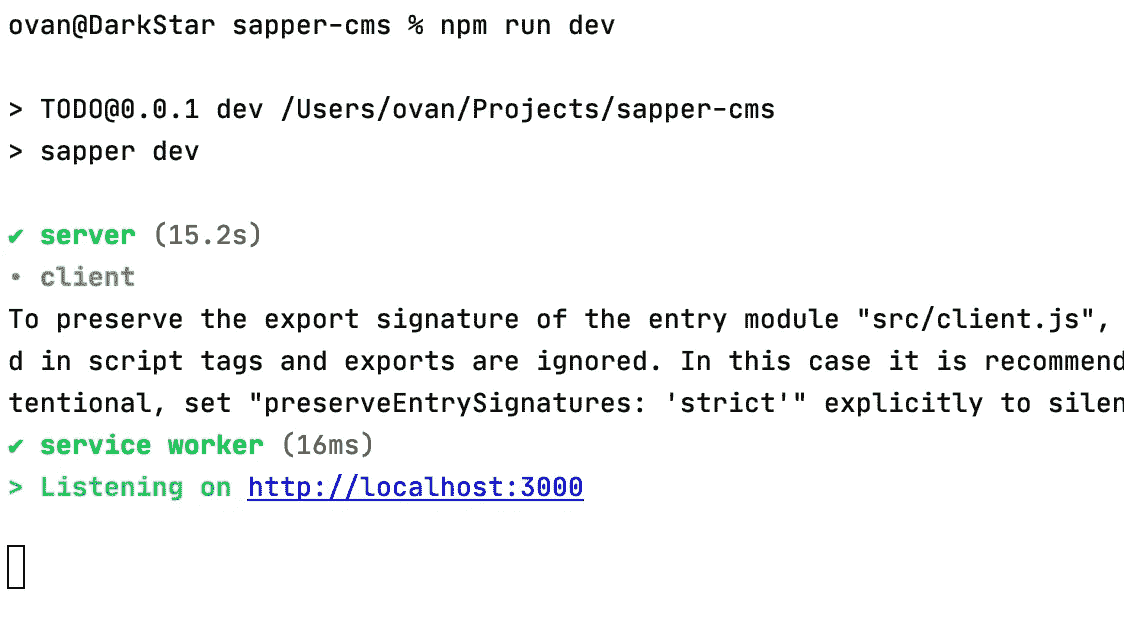 ovan@DarkStar sapper-cms % npm run dev
> TODO@0.0.1 dev /Users/ovan/Projects/sapper-cms
> sapper dev
✔ server (15.2s)
• client
To preserve the export signature of the entry module "src/client.js",
d in script tags and exports are ignored. In this case it is recommend
tentional, set "preserveEntrySignatures: 'strict'" explicitly to silen
✔ service worker (16ms)
> Listening on http://localhost:3000